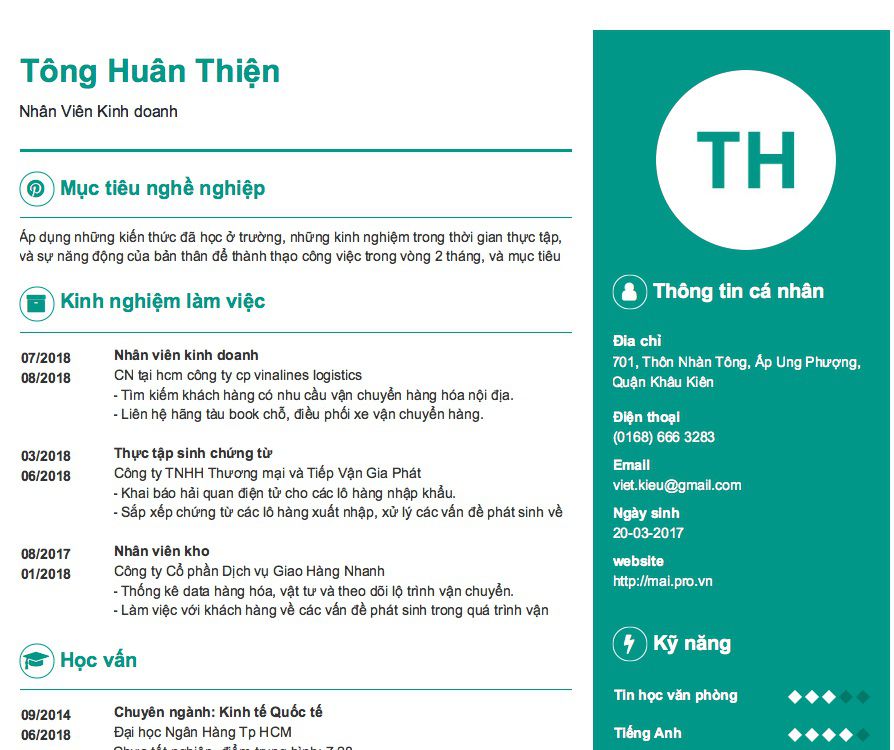 Tông Huân Thiện
Nhân Viên Kinh doanh
Mục tiêu nghề nghiệp
Áp dụng những kiến thức đã học ở trường, những kinh nghiệm trong thời gian thực tập,
và sự năng động của bản thân để thành thạo công việc trong vòng 2 tháng, và mục tiêu
Kinh nghiệm làm việc
07/2018
08/2018
Nhân viên kinh doanh
CN tại hcm công ty cp vinalines logistics
- Tìm kiếm khách hàng có nhu cầu vận chuyển hàng hóa nội địa.
- Liên hệ hãng tàu book chỗ, điều phối xe vận chuyển hàng.
03/2018
06/2018
Thực tập sinh chứng từ
Công ty TNHH Thương mại và Tiếp Vận Gia Phát
- Khai báo hải quan điện tử cho các lô hàng nhập khẩu.
- Sắp xếp chứng từ các lô hàng xuất nhập, xử lý các vấn đề phát sinh về
08/2017
01/2018
Nhân viên kho
Công ty Cổ phần Dịch vụ Giao Hàng Nhanh
- Thống kê data hàng hóa, vật tư và theo dõi lộ trình vận chuyển.
- Làm việc với khách hàng về các vấn đề phát sinh trong quá trình vận
Học vấn
09/2014
06/2018
Chuyên ngành: Kinh tế Quốc tế
Đại học Ngân Hàng Tp HCM
TH
Thông tin cá nhân
Địa chỉ
701, Thôn Nhàn Tông, Ấp Ung Phượng,
Quận Khâu Kiên
Điện thoại
(0168) 666 3283
Email
viet.kieu@gmail.com
Ngày sinh
20-03-2017
website
http://mai.pro.vn
Kỹ năng
Tin học văn phòng
Tiếng Anh